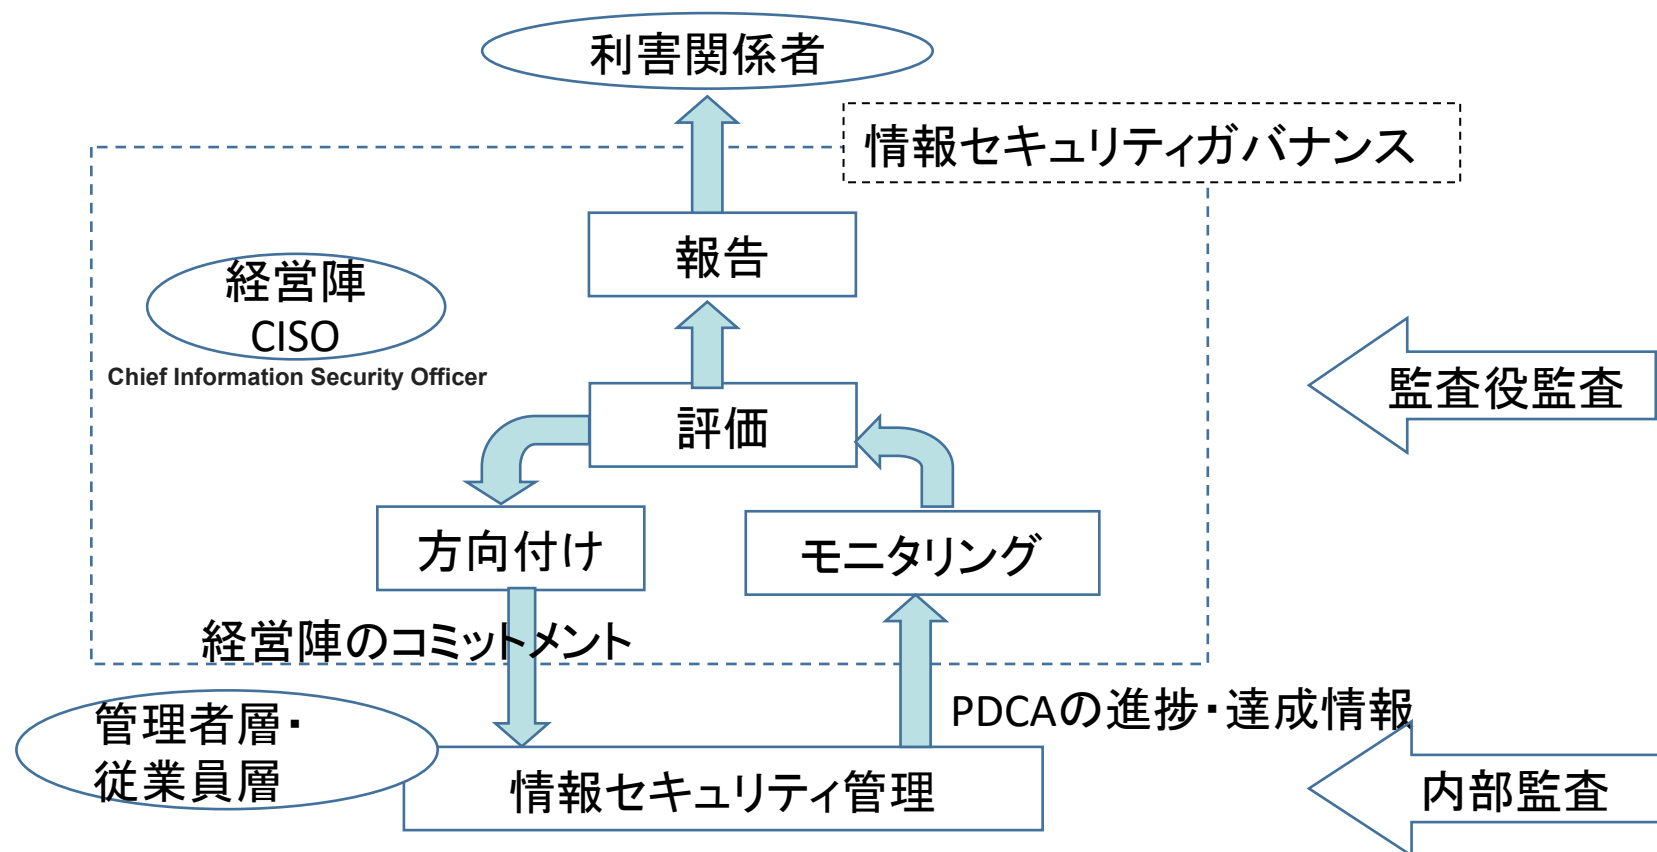 利害関係者
情報セキュリティガバナンス
報告
経営陣
CISO
Chief Information Security Officer
監査役監査
評価
方向付け
モニタリング
経営陣のコミットメント
管理者層・
従業員層
PDCAの進捗・達成情報
情報セキュリティ管理
内部監査